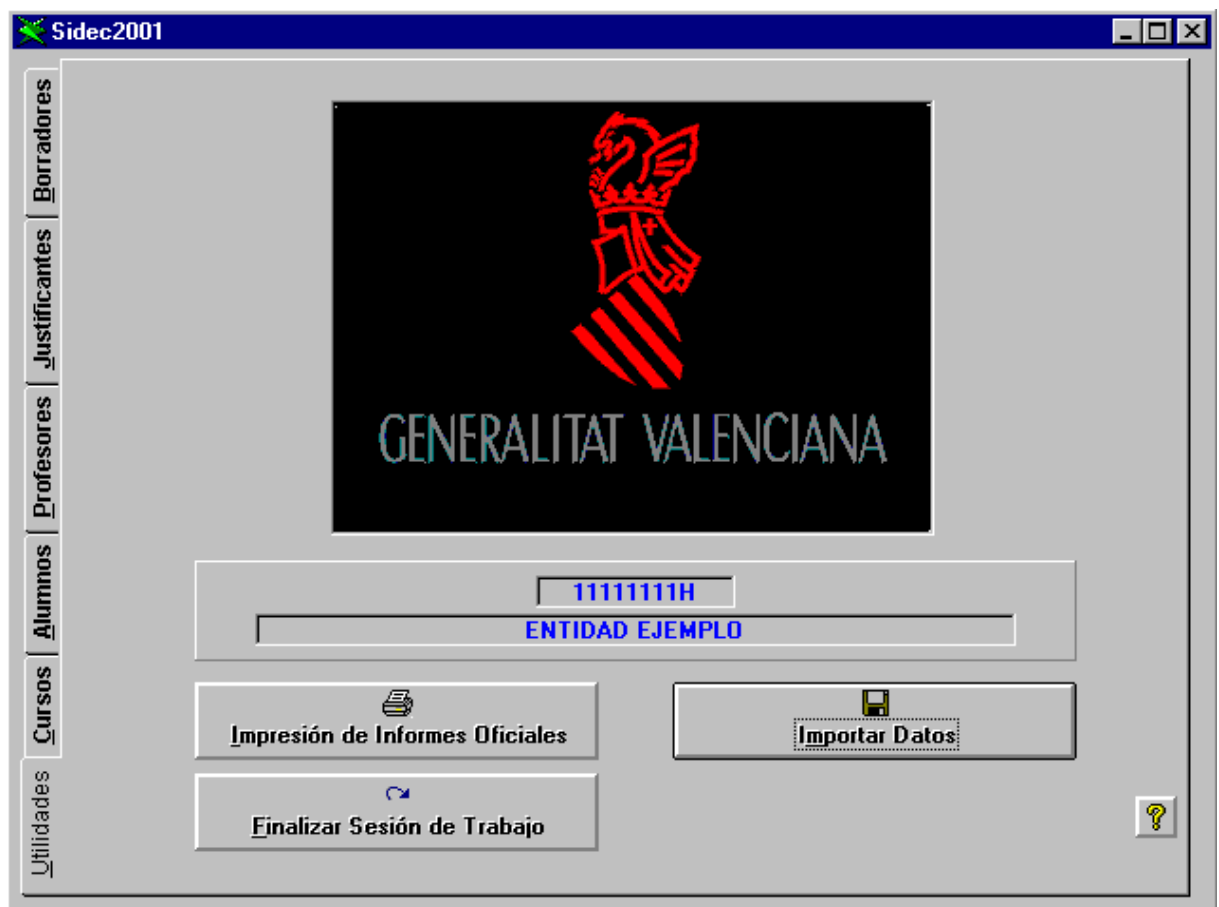 Sidec2001
Borradores
Justificantes
Profesores
Alumnos
Cursos
Utilidades
GENERALITAT VALENCIANA
11111111H
ENTIDAD EJEMPLO
Impresión de Informes Oficiales
Importar Datos
Finalizar Sesión de Trabajo
?